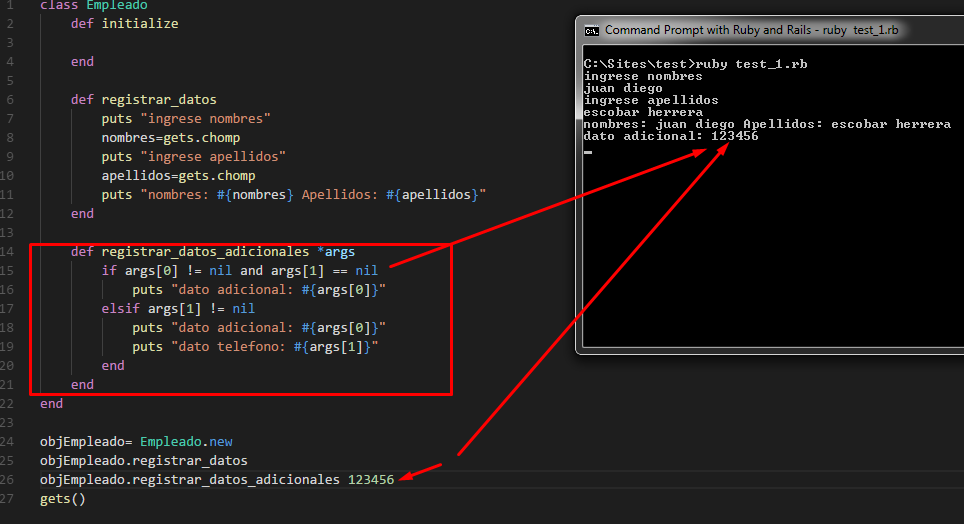 1 class Empleado
2     def initialize
3
4     end
5
6     def registrar_datos
7         puts "ingrese nombres"
8         nombres=gets.chomp
9         puts "ingrese apellidos"
10         apellidos=gets.chomp
11         puts "nombres: #{nombres} Apellidos: #{apellidos}"
12     end
13
14     def registrar_datos_adicionales *args
15         if args[0] != nil and args[1] == nil
16             puts "dato adicional: #{args[0]}"
17         elsif args[1] != nil
18             puts "dato adicional: #{args[0]}"
19             puts "dato telefono: #{args[1]}"
20         end
21     end
22 end
23
24 objEmpleado= Empleado.new
25 objEmpleado.registrar_datos
26 objEmpleado.registrar_datos_adicionales 123456
27 gets()
Command Prompt with Ruby and Rails - ruby  test_1.rb
C:\Sites\test>ruby test_1.rb
ingrese nombres
juan diego
ingrese apellidos
escobar herrera
nombres: juan diego Apellidos: escobar herrera
dato adicional: 123456